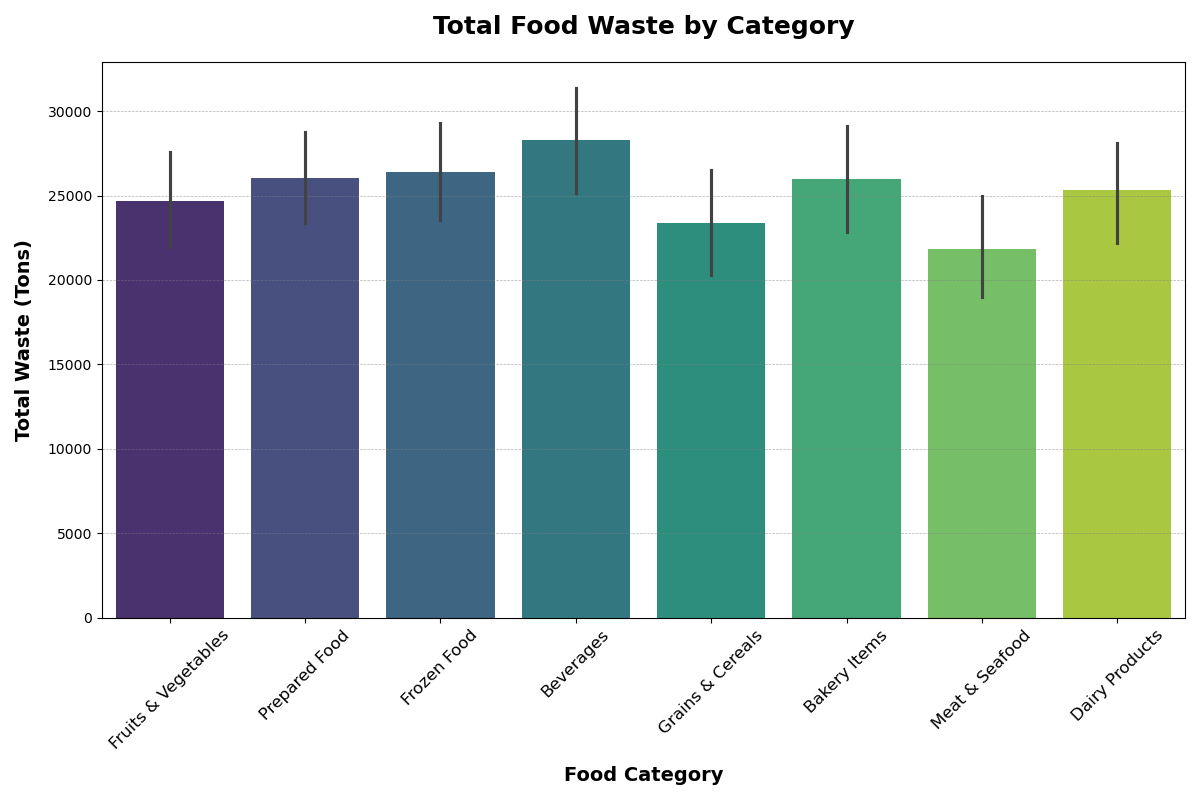 Total Food Waste by Category
Total Waste (Tons)
30000
25000
20000
15000
10000
5000
0
Fruits & Vegetables
Prepared Food
Frozen Food
Beverages
Grains & Cereals
Bakery Items
Meat & Seafood
Dairy Products
Food Category